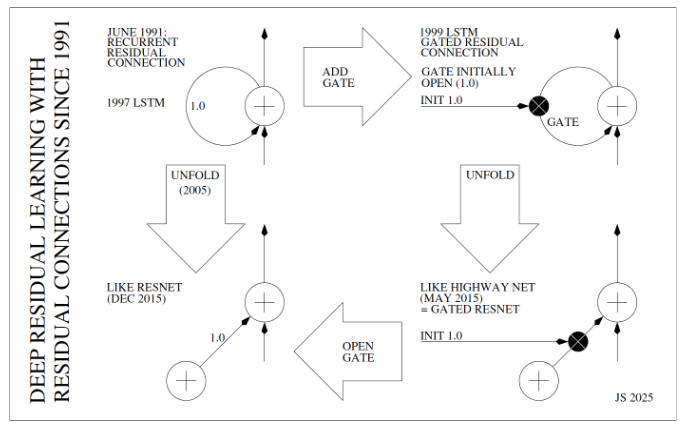 DEEP RESIDUAL LEARNING WITH
RESIDUAL CONNECTIONS SINCE 1991
JUNE 1991:
RECURRENT
RESIDUAL
CONNECTION
1997 LSTM
1.0
ADD
GATE
1999 LSTM
GATED RESIDUAL
CONNECTION
GATE INITIALLY
OPEN (1.0)
INIT 1.0
GATE
UNFOLD
(2005)
UNFOLD
LIKE RESNET
(DEC 2015)
1.0
OPEN
GATE
LIKE HIGHWAY NET
(MAY 2015)
= GATED RESNET
INIT 1.0
JS 2025